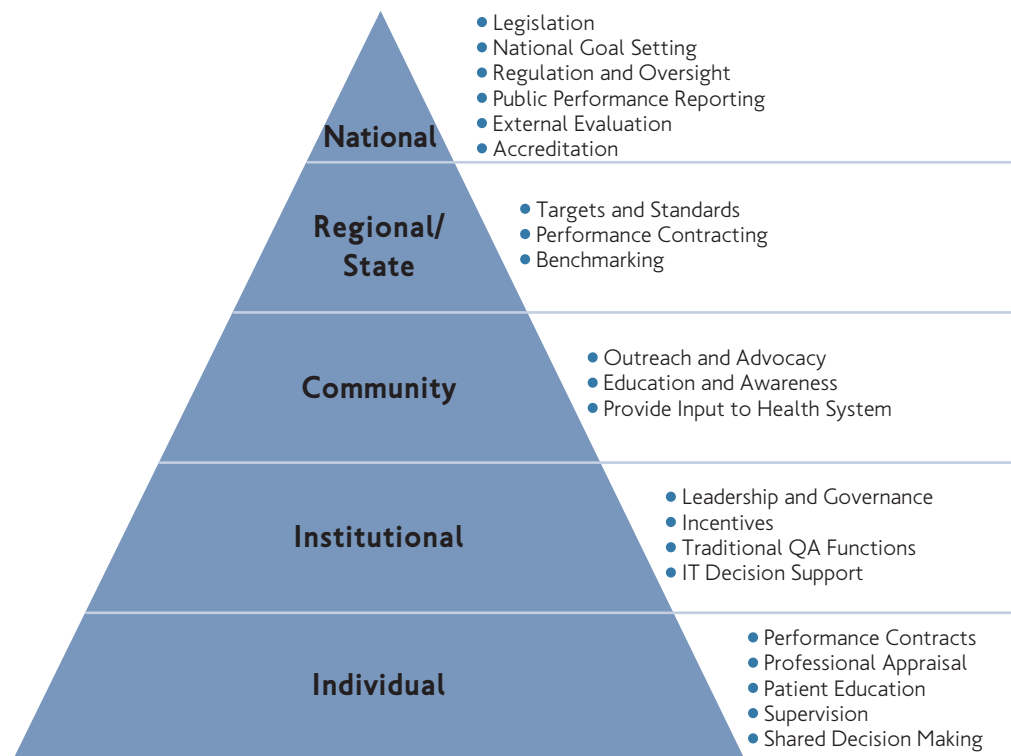 National
• Legislation
• National Goal Setting
• Regulation and Oversight
• Public Performance Reporting
• External Evaluation
• Accreditation
Regional/
State
• Targets and Standards
• Performance Contracting
• Benchmarking
Community
• Outreach and Advocacy
• Education and Awareness
• Provide Input to Health System
Institutional
• Leadership and Governance
• Incentives
• Traditional QA Functions
• IT Decision Support
Individual
• Performance Contracts
• Professional Appraisal
• Patient Education
• Supervision
• Shared Decision Making